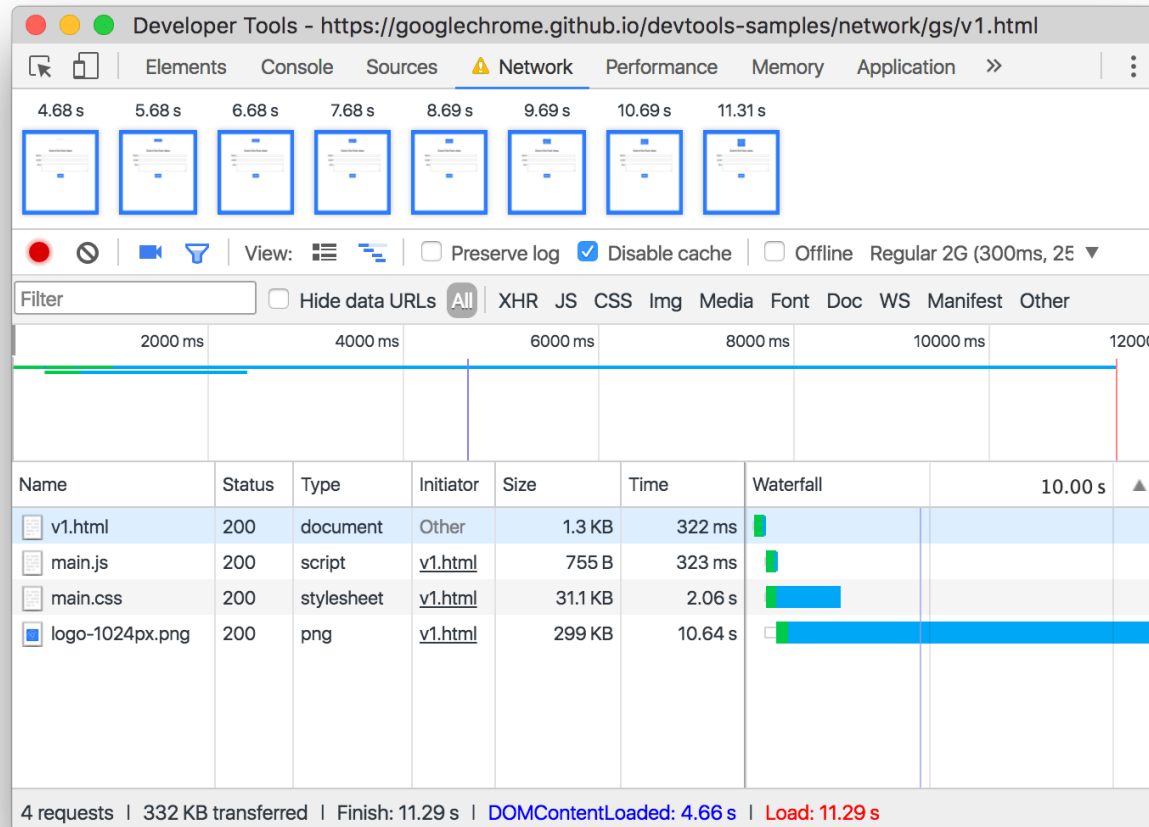 Developer Tools - https://googlechrome.github.io/devtools-samples/network/gs/v1.html
Elements Console Sources Network Performance Memory Application »
4.68 s 5.68 s 6.68 s 7.68 s 8.69 s 9.69 s 10.69 s 11.31 s
View: Preserve log Disable cache Offline Regular 2G (300ms, 25
Filter Hide data URLs All XHR JS CSS Img Media Font Doc WS Manifest Other
2000 ms 4000 ms 6000 ms 8000 ms 10000 ms 1200
Name Status Type Initiator Size Time Waterfall 10.00 s
v1.html 200 document Other 1.3 KB 322 ms
main.js 200 script v1.html 755 B 323 ms
main.css 200 stylesheet v1.html 31.1 KB 2.06 s
logo-1024px.png 200 png v1.html 299 KB 10.64 s
4 requests | 332 KB transferred | Finish: 11.29 s | DOMContentLoaded: 4.66 s | Load: 11.29 s